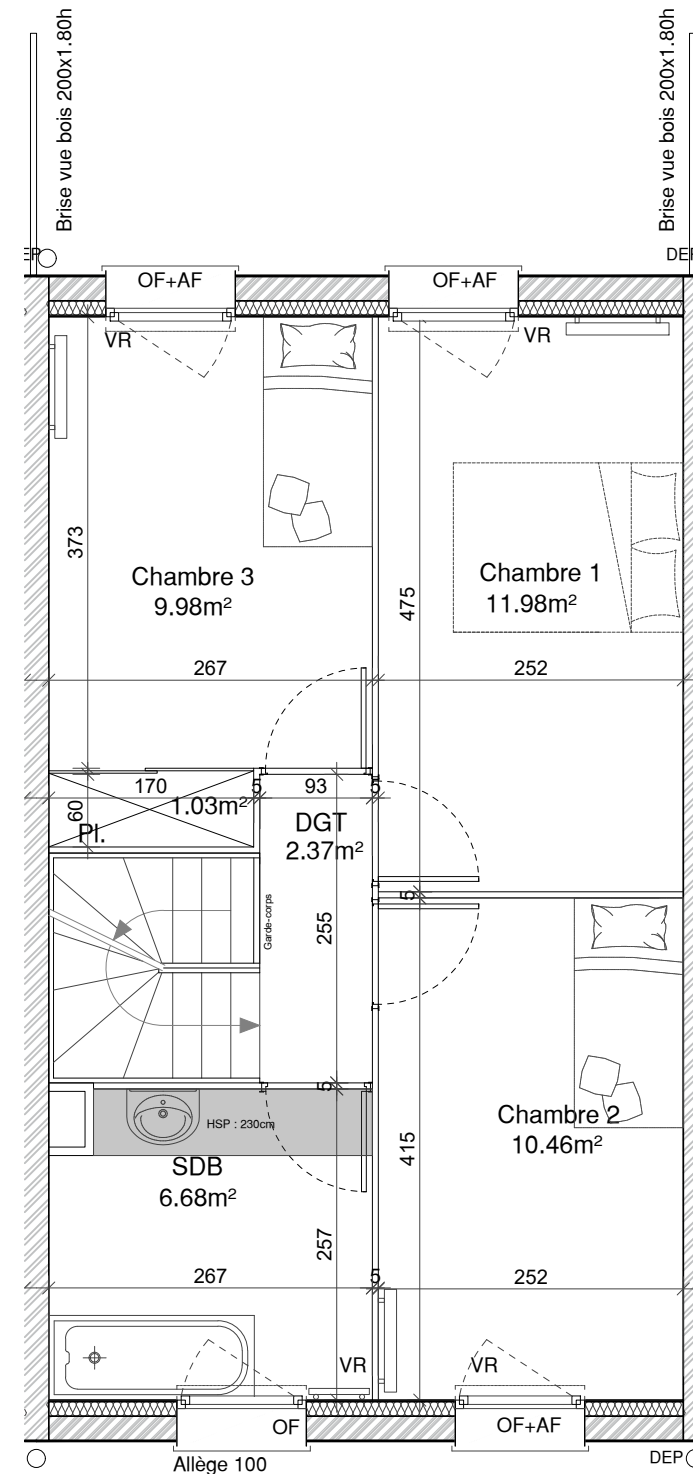 Brise vue bois 200x1.80h
Brise vue bois 200x1.80h
EP
DEP
OF+AF
OF+AF
VR
VR
373
Chambre 3
9.98m²
Chambre 1
11.98m²
475
267
252
170
5
93
5
60
1.03m²
Pl.
DGT
2.37m²
5
Garde-corps
255
5
HSP : 230cm
Chambre 2
10.46m²
SDB
6.68m²
415
257
267
5
252
VR
VR
OF
OF+AF
Allège 100
DEP